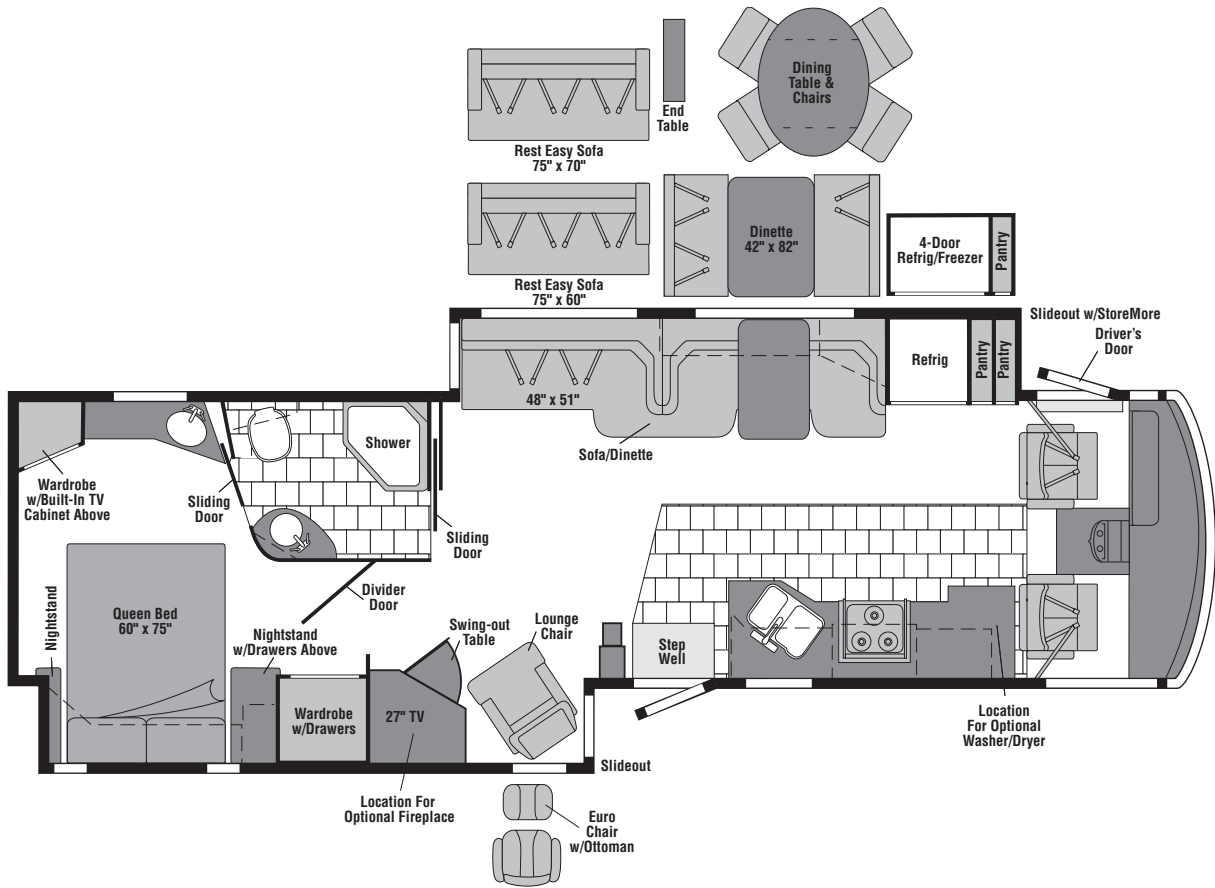 Dining
Table &
Chairs
End
Table
Rest Easy Sofa
75" x 70"
Dinette
42" x 82"
4-Door
Refrig/Freezer
Pantry
Rest Easy Sofa
75" x 60"
Slideout w/StoreMore
Driver's
Door
Refrig
Pantry
Pantry
48" x 51"
Sofa/Dinette
Shower
Wardrobe
w/Built-In TV
Cabinet Above
Sliding
Door
Sliding
Door
Divider
Door
Nightstand
Queen Bed
60" x 75"
Nightstand
w/Drawers Above
Swing-out
Table
Lounge
Chair
Step
Well
Wardrobe
w/Drawers
27" TV
Location
For Optional
Washer/Dryer
Slideout
Location For
Optional Fireplace
Euro
Chair
w/Ottoman